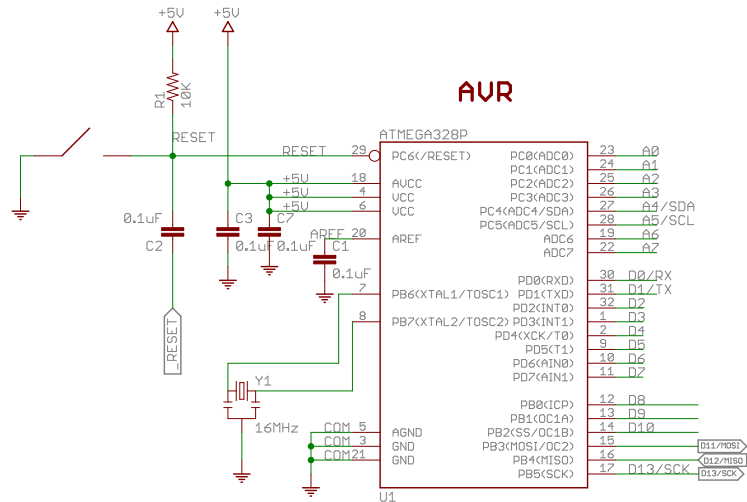 +5V +5V
AVR
R1 10K
ATMEGA328P
RESET RESET 29 PC6(/RESET) PC0(ADC0) 23 A0
PC1(ADC1) 24 A1
+5V 18 AVCC PC2(ADC2) 25 A2
+5V 4 VCC PC3(ADC3) 26 A3
+5V 6 VCC PC4(ADC4/SDA) 27 A4/SDA
0.1uF C3 C7 PC5(ADC5/SCL) 28 A5/SCL
AREF 20 AREF ADC6 19 A6
C2 0.1uF 0.1uF C1 ADC7 22 A7
0.1uF PD0(RXD) 30 D0/RX
7 PB6(XTAL1/TOSC1) PD1(TXD) 31 D1/TX
PD2(INT0) 32 D2
8 PB7(XTAL2/TOSC2) PD3(INT1) 1 D3
_RESET PD4(XCK/T0) 2 D4
PD5(T1) 9 D5
PD6(AIN0) 10 D6
Y1 PD7(AIN1) 11 D7
PB0(ICP) 12 D8
PB1(OC1A) 13 D9
16MHz COM 5 AGND PB2(SS/OC1B) 14 D10
COM 3 GND PB3(MOSI/OC2) 15 D11/MOSI
COM 21 GND PB4(MISO) 16 D12/MISO
PB5(SCK) 17 D13/SCK D13/SCK
U1